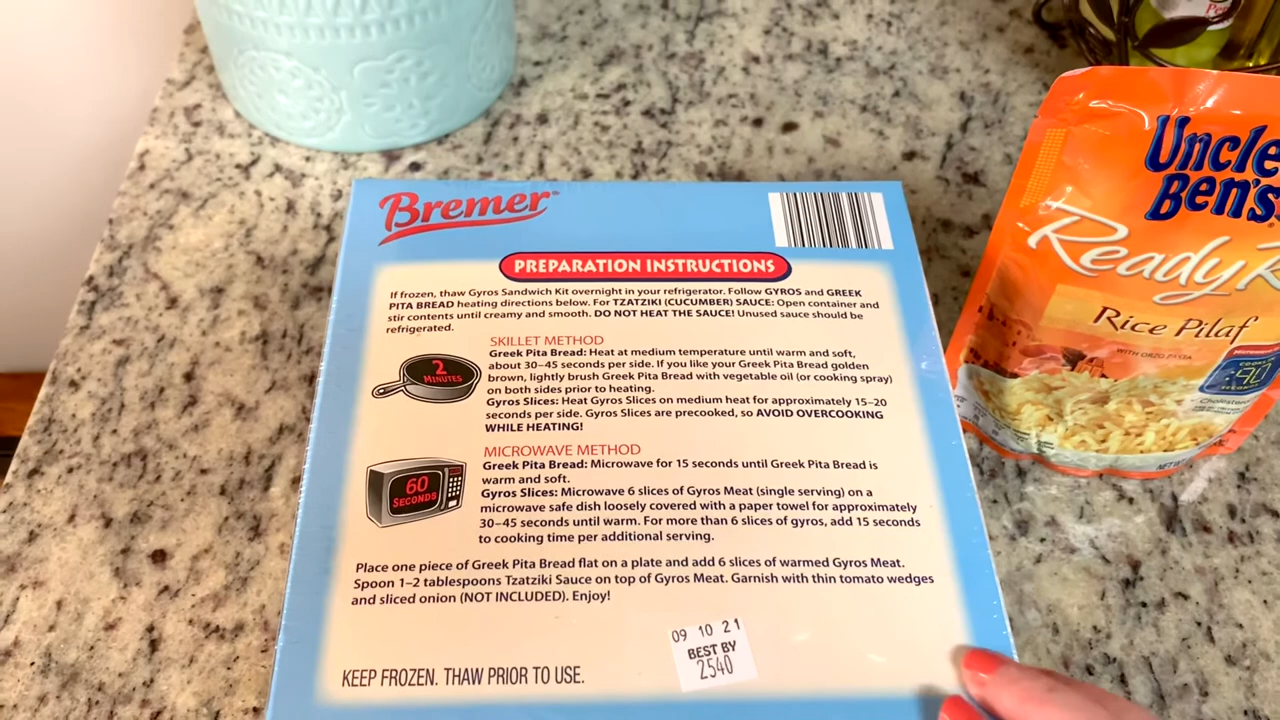 Bremer
PREPARATION INSTRUCTIONS
If frozen, thaw Gyros Sandwich Kit overnight in your refrigerator. Follow GYROS and GREEK
PITA BREAD heating directions below. For TZATZIKI (CUCUMBER) SAUCE: Open container and
stir contents until creamy and smooth. DO NOT HEAT THE SAUCE! Unused sauce should be
refrigerated.
SKILLET METHOD
2
MINUTES
Greek Pita Bread: Heat at medium temperature until warm and soft,
about 30–45 seconds per side. If you like your Greek Pita Bread golden
brown, lightly brush Greek Pita Bread with vegetable oil (or cooking spray)
on both sides prior to heating.
Gyros Slices: Heat Gyros Slices on medium heat for approximately 15–20
seconds per side. Gyros Slices are precooked, so AVOID OVERCOOKING
WHILE HEATING!
MICROWAVE METHOD
60
SECONDS
Greek Pita Bread: Microwave for 15 seconds until Greek Pita Bread is
warm and soft.
Gyros Slices: Microwave 6 slices of Gyros Meat (single serving) on a
microwave safe dish loosely covered with a paper towel for approximately
30–45 seconds until warm. For more than 6 slices of gyros, add 15 seconds
to cooking time per additional serving.
Place one piece of Greek Pita Bread flat on a plate and add 6 slices of warmed Gyros Meat.
Spoon 1–2 tablespoons Tzatziki Sauce on top of Gyros Meat. Garnish with thin tomato wedges
and sliced onion (NOT INCLUDED). Enjoy!
09 10 21
BEST BY
2540
KEEP FROZEN. THAW PRIOR TO USE.
Uncle
Ben's
Ready R
Rice Pilaf
WITH ORZO PASTA
90